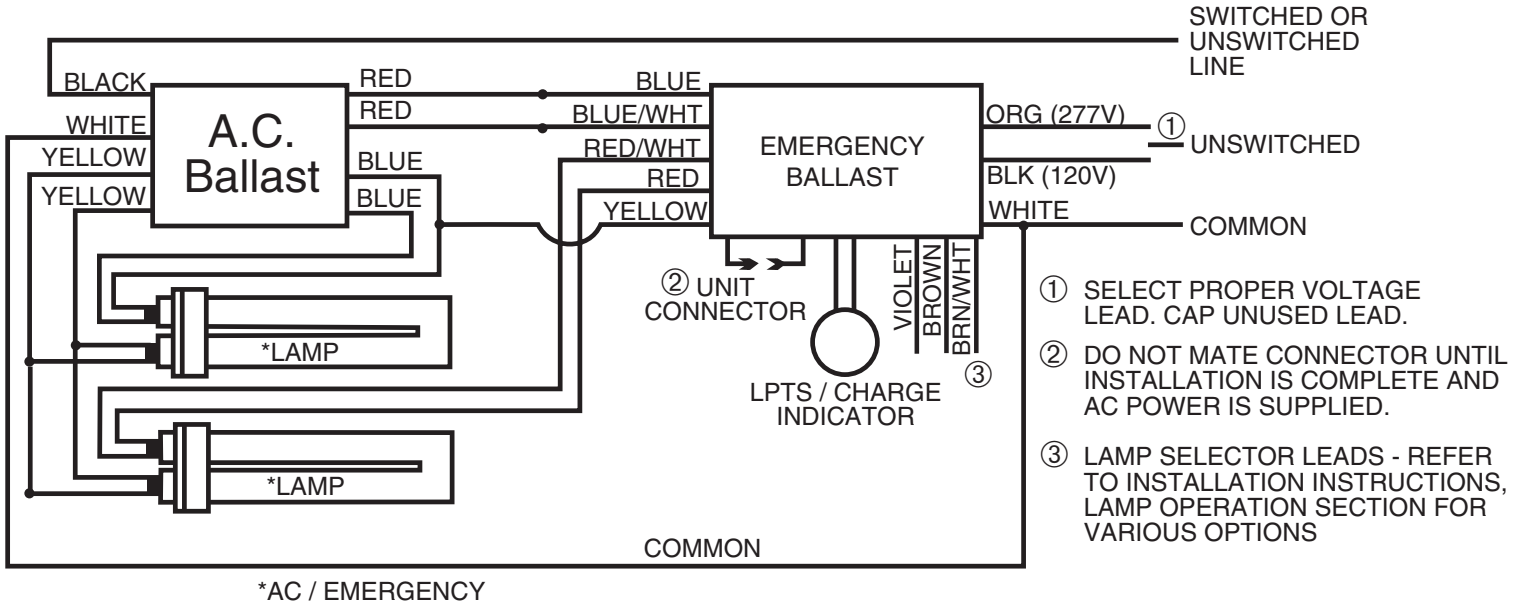 SWITCHED OR
UNSWITCHED
LINE
BLACK
RED
BLUE
WHITE
RED
BLUE/WHT
ORG (277V)
①
UNSWITCHED
YELLOW
A.C.
Ballast
BLUE
RED/WHT
EMERGENCY
BALLAST
BLK (120V)
RED
YELLOW
BLUE
YELLOW
WHITE
COMMON
② UNIT
CONNECTOR
VIOLET
BROWN
BRN/WHT
③
*LAMP
LPTS / CHARGE
INDICATOR
*LAMP
① SELECT PROPER VOLTAGE
LEAD. CAP UNUSED LEAD.
② DO NOT MATE CONNECTOR UNTIL
INSTALLATION IS COMPLETE AND
AC POWER IS SUPPLIED.
③ LAMP SELECTOR LEADS - REFER
TO INSTALLATION INSTRUCTIONS,
LAMP OPERATION SECTION FOR
VARIOUS OPTIONS
COMMON
*AC / EMERGENCY